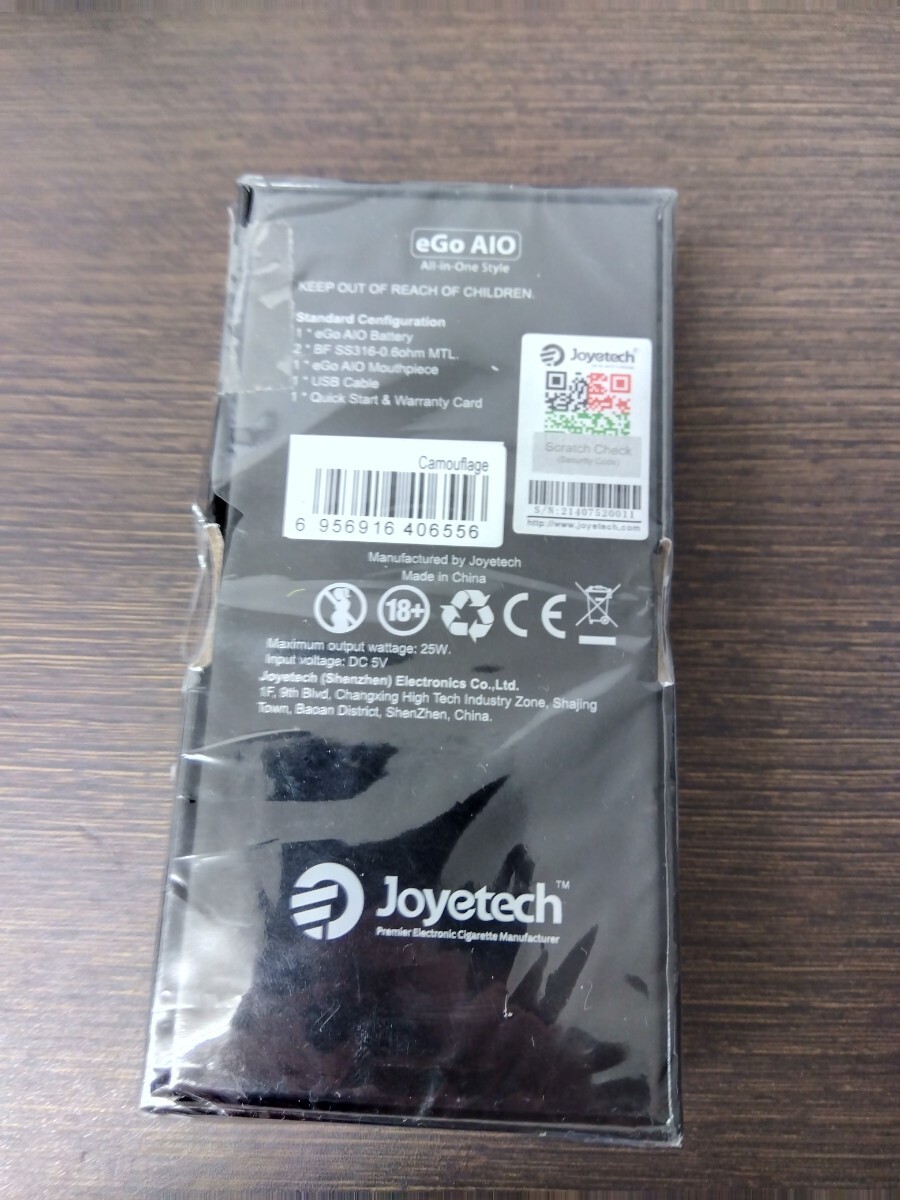 eGo AIO
All-in-One Style
KEEP OUT OF REACH OF CHILDREN.
Standard Configuration
1 * eGo AIO Battery
2 * BF SS316-0.6ohm MTL.
1 * eGo AIO Mouthpiece
1 * USB Cable
1 * Quick Start & Warranty Card
Joyetech®
Scratch Check
(Security Code)
S/N:21407520011
http://www.joyetech.com
Camouflage
6 956916 406556
Manufactured by Joyetech
Made in China
18+
CE
Maximum output wattage: 25W.
Input voltage: DC 5V
Joyetech (Shenzhen) Electronics Co.,Ltd.
1F, 9th Blvd, Changxing High Tech Industry Zone, Shajing
Town, Baoan District, ShenZhen, China.
Joyetech™
Premier Electronic Cigarette Manufacturer